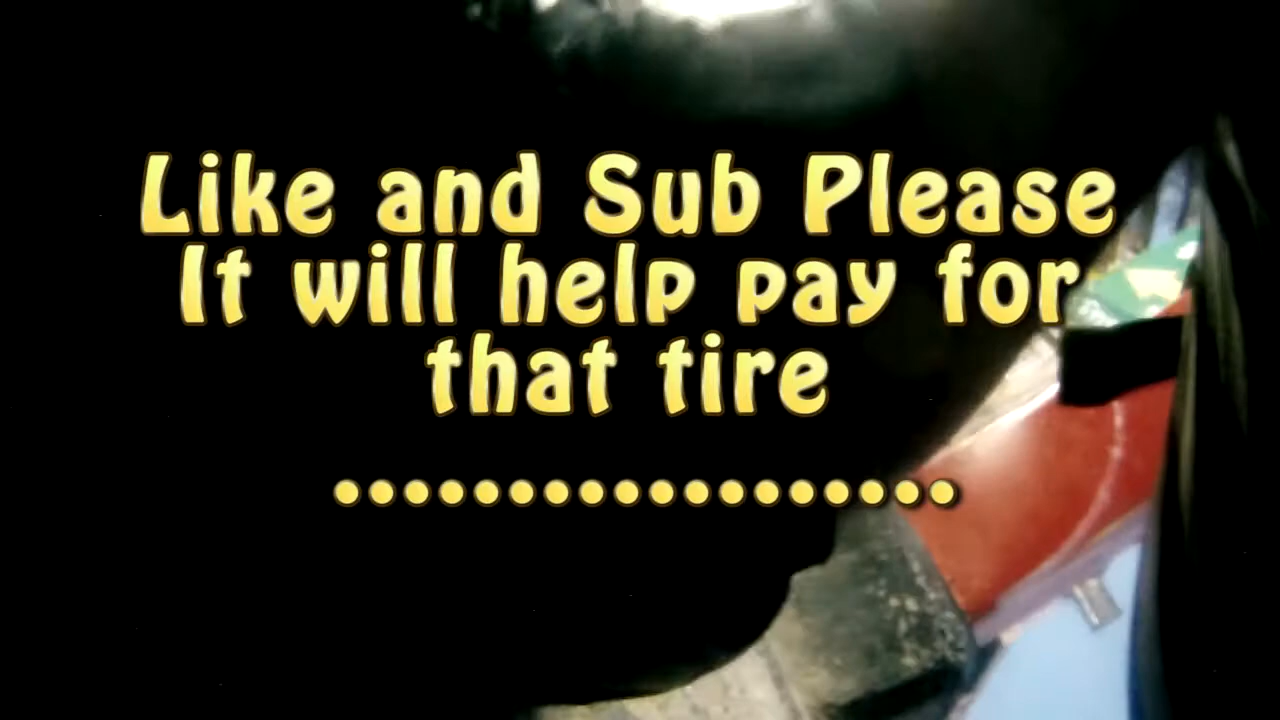 Like and Sub Please
It will help pay for
that tire
..................